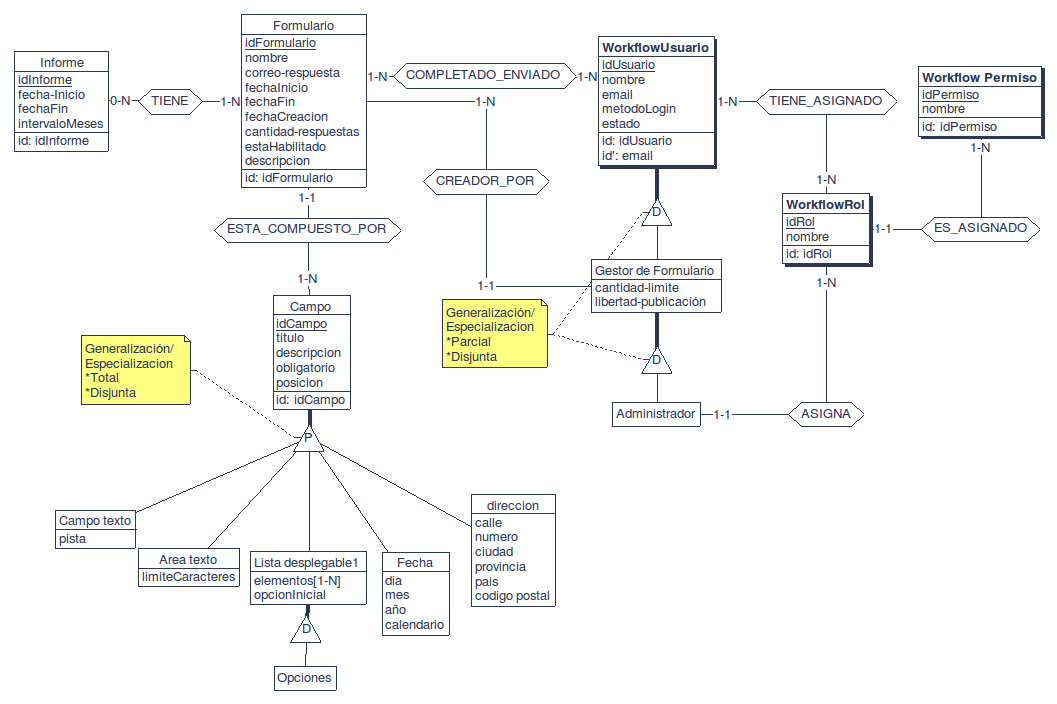 Formulario
idFormulario
nombre
correo-respuesta
fechaInicio
fechaFin
fechaCreacion
cantidad-respuestas
estaHabilitado
descripcion
id: idFormulario
Informe
idInforme
fecha-Inicio
fechaFin
intervaloMeses
id: idInforme
0-N
TIENE
1-N
1-N
COMPLETADO_ENVIADO
1-N
WorkflowUsuario
idUsuario
nombre
email
metodoLogin
estado
id: idUsuario
id': email
1-N
TIENE_ASIGNADO
1-N
Workflow Permiso
idPermiso
nombre
id: idPermiso
1-N
1-N
CREADOR_POR
1-1
WorkflowRol
idRol
nombre
id: idRol
1-1
ES_ASIGNADO
1-N
1-1
ESTA_COMPUESTO_POR
1-N
D
Gestor de Formulario
cantidad-limite
libertad-publicación
Generalización/
Especializacion
*Parcial
*Disjunta
D
Administrador
1-1
ASIGNA
Campo
idCampo
titulo
descripcion
obligatorio
posicion
id: idCampo
Generalización/
Especializacion
*Total
*Disjunta
P
Campo texto
pista
Area texto
limiteCaracteres
Lista desplegable1
elementos[1-N]
opcionInicial
Fecha
dia
mes
año
calendario
direccion
calle
numero
ciudad
provincia
pais
codigo postal
D
Opciones